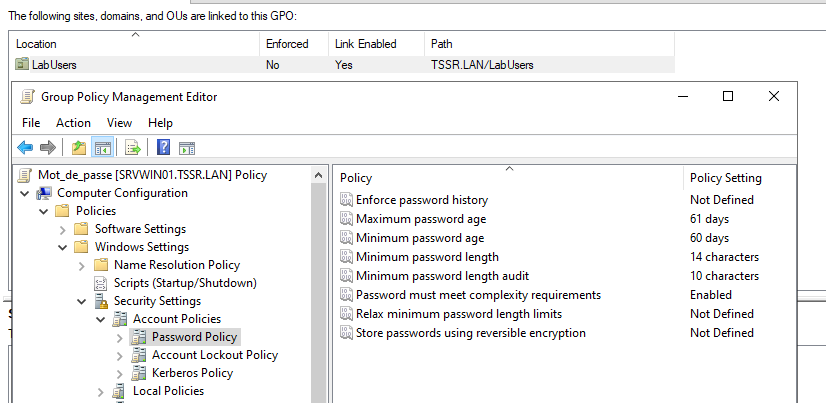 The following sites, domains, and OUs are linked to this GPO:
Location Enforced Link Enabled Path
LabUsers No Yes TSSR.LAN/LabUsers
Group Policy Management Editor
File Action View Help
Mot_de_passe [SRVWIN01.TSSR.LAN] Policy
Computer Configuration
Policies
Software Settings
Windows Settings
Name Resolution Policy
Scripts (Startup/Shutdown)
Security Settings
Account Policies
Password Policy
Account Lockout Policy
Kerberos Policy
Local Policies
Policy Policy Setting
Enforce password history Not Defined
Maximum password age 61 days
Minimum password age 60 days
Minimum password length 14 characters
Minimum password length audit 10 characters
Password must meet complexity requirements Enabled
Relax minimum password length limits Not Defined
Store passwords using reversible encryption Not Defined